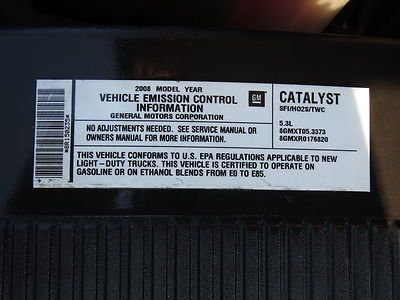 2008 MODEL YEAR
VEHICLE EMISSION CONTROL
INFORMATION
GENERAL MOTORS CORPORATION
GM
CATALYST
SFI/HO2S/TWC
NO ADJUSTMENTS NEEDED. SEE SERVICE MANUAL OR
OWNERS MANUAL FOR MORE INFORMATION.
5.3L
8GMXT05.3373
8GMXR0176820
THIS VEHICLE CONFORMS TO U.S. EPA REGULATIONS APPLICABLE TO NEW
LIGHT-DUTY TRUCKS. THIS VEHICLE IS CERTIFIED TO OPERATE ON
GASOLINE OR ON ETHANOL BLENDS FROM E0 TO E85.